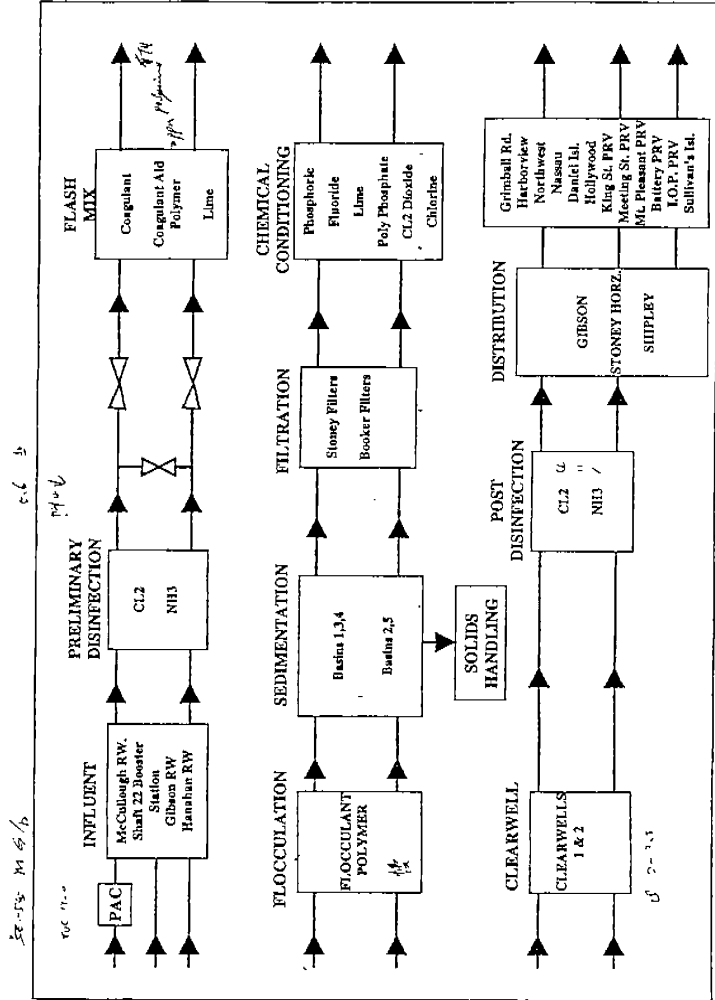 INFLUENT
PAC
McCullough RW.
Shaft 22 Booster
Station
Gibson RW
Hanahan RW
PRELIMINARY
DISINFECTION
CL2
NH3
FLASH
MIX
Coagulant
Coagulant Aid
Polymer
Lime
FLOCCULATION
FLOCCULANT
POLYMER
SEDIMENTATION
Basins 1,3,4
Basins 2,5
SOLIDS
HANDLING
FILTRATION
Stoney Filters
Booker Filters
CHEMICAL
CONDITIONING
Phosphoric
Fluoride
Lime
Poly Phosphate
CL2 Dioxide
Chlorine
CLEARWELL
CLEARWELLS
1 & 2
POST
DISINFECTION
CL2
NH3
DISTRIBUTION
GIBSON
STONEY HORZ.
SHIPLEY
Grimball Rd.
Harborview
Northwest
Nassau
Daniel Isl.
Hollywood
King St. PRV
Meeting St. PRV
Mt. Pleasant PRV
Battery PRV
I.O.P. PRV
Sullivan's Isl.